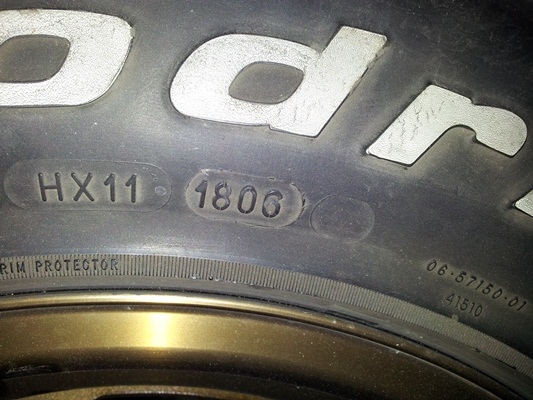 odr
HX11 1806
RIM PROTECTOR
06·57150·01
41510